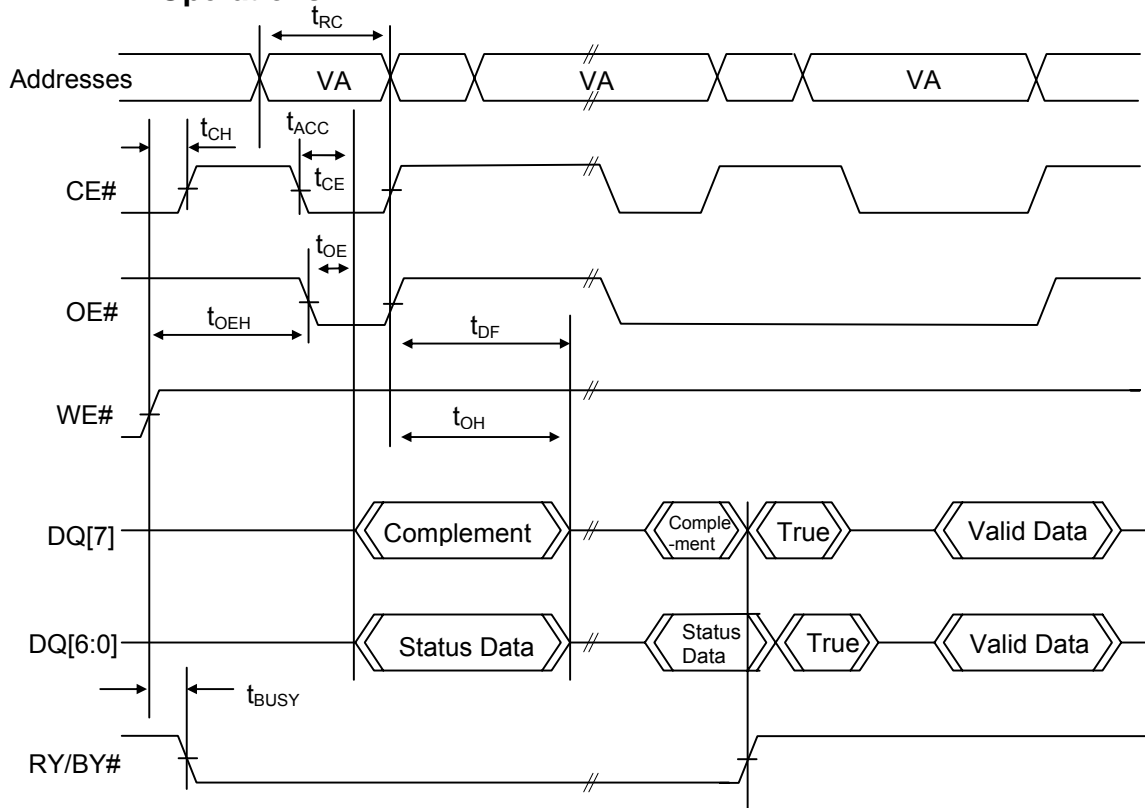 tRC
Addresses VA VA VA
tCH tACC
CE# tCE
tOE
OE# tOEH tDF
WE# tOH
DQ[7] Complement Comple
-ment True Valid Data
DQ[6:0] Status Data Status
Data True Valid Data
tBUSY
RY/BY#